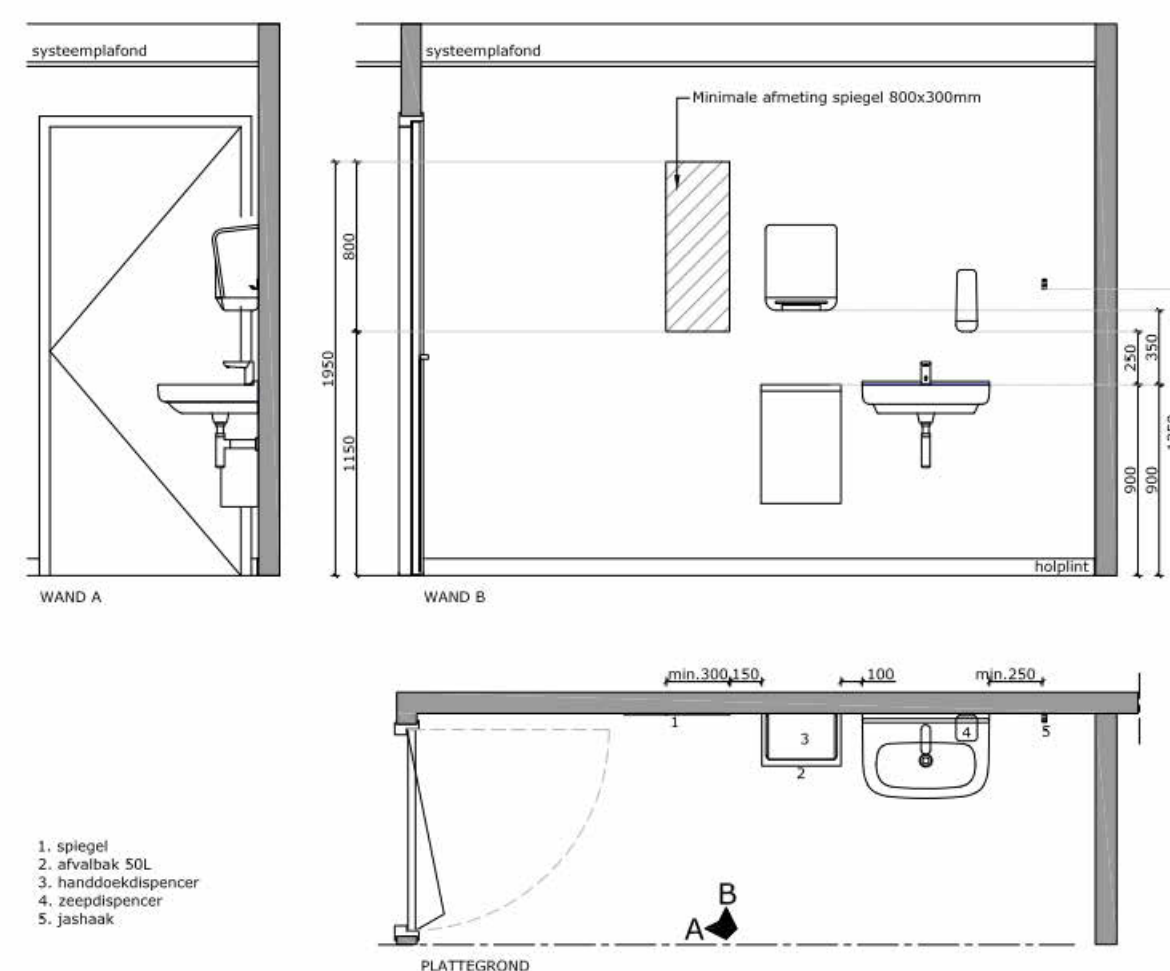 systeemplafond
systeemplafond
Minimale afmeting spiegel 800x300mm
800
1950
1150
250
350
900
900
holplint
WAND A
WAND B
min.300
150
100
min.250
1
3
2
4
5
1. spiegel
2. afvalbak 50L
3. handdoekdispencer
4. zeepdispencer
5. jashaak
B
A
PLATTEGROND